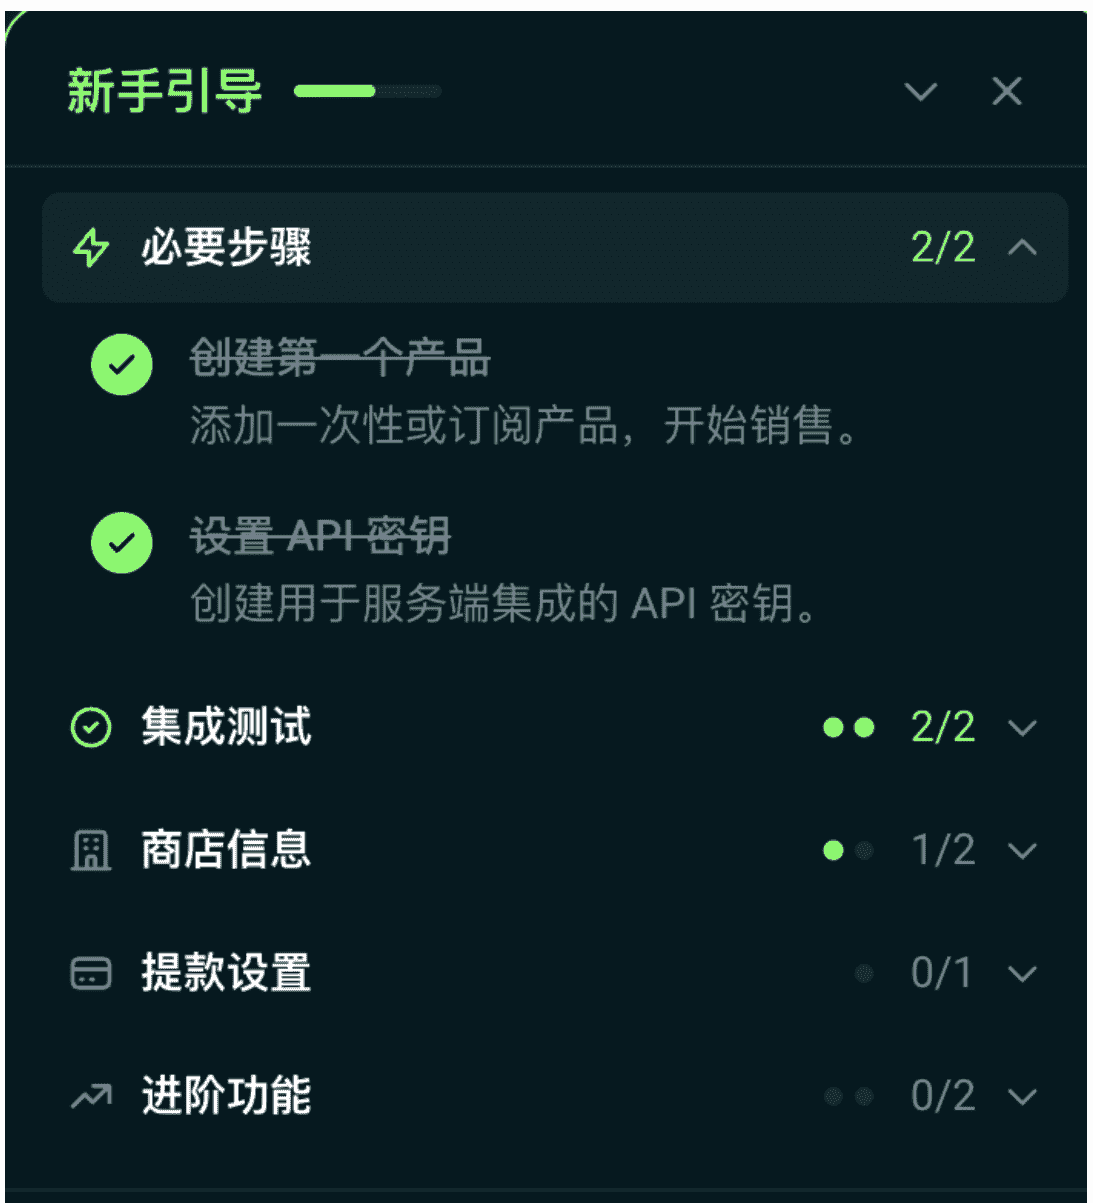 新手引导
必要步骤 2/2
创建第一个产品
添加一次性或订阅产品，开始销售。
设置 API 密钥
创建用于服务端集成的 API 密钥。
集成测试 2/2
商店信息 1/2
提款设置 0/1
进阶功能 0/2